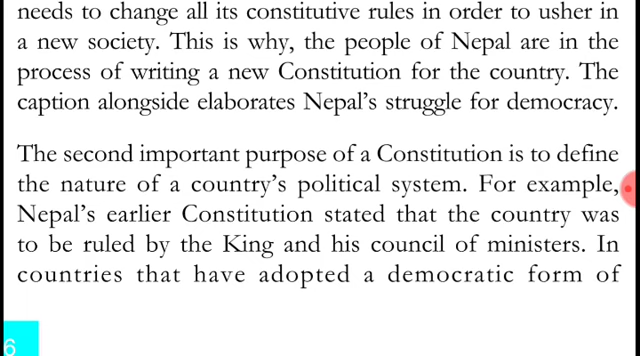 needs to change all its constitutive rules in order to usher in
a new society. This is why, the people of Nepal are in the
process of writing a new Constitution for the country. The
caption alongside elaborates Nepal's struggle for democracy.
The second important purpose of a Constitution is to define
the nature of a country's political system. For example,
Nepal's earlier Constitution stated that the country was
to be ruled by the King and his council of ministers. In
countries that have adopted a democratic form of
6